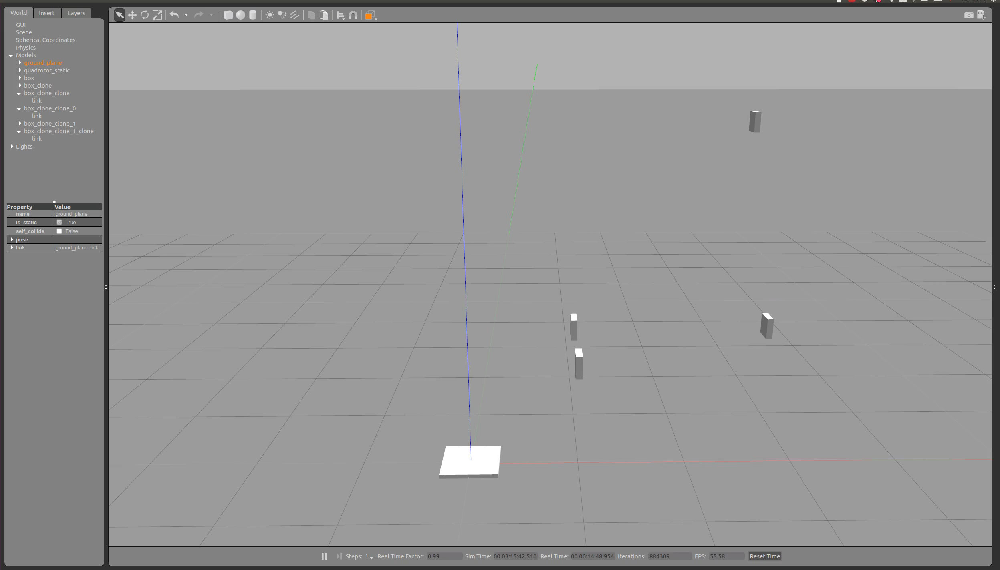 World Insert Layers
GUI
Scene
Spherical Coordinates
Physics
Models
ground_plane
quadrotor_static
box
box_clone
box_clone_clone
link
box_clone_clone_0
link
box_clone_clone_1
box_clone_clone_1_clone
link
Lights
Property Value
name ground_plane
is_static True
self_collide False
pose
link ground_plane::link
LOG
Steps: 1 Real Time Factor: 0.99 Sim Time: 00 03:15:42.510 Real Time: 00 00:14:48.954 Iterations: 884309 FPS: 55.58 Reset Time